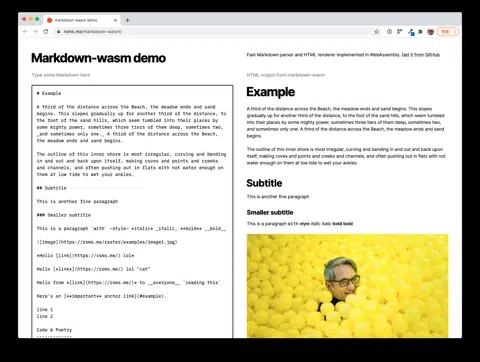 markdown-wasm demo
rsms.me/markdown-wasm/
Markdown-wasm demo
Fast Markdown parser and HTML renderer implemented in WebAssembly. Get it from GitHub
Type some Markdown here
HTML output from markdown-wasm
# Example
A third of the distance across the Beach, the meadow ends and sand
begins. This slopes gradually up for another third of the distance, to
the foot of the sand hills, which seem tumbled into their places by
some mighty power, sometimes three tiers of them deep, sometimes two,
_and sometimes only one._ A third of the distance across the Beach,
the meadow ends and sand begins.
The outline of this inner shore is most irregular, curving and bending
in and out and back upon itself, making coves and points and creeks
and channels, and often pushing out in flats with not water enough on
them at low tide to wet your ankles.
## Subtitle
This is another fine paragraph
### Smaller subtitle
This is a paragraph `with` ~style~ *italic* _italic_ **bold** __bold__
![image](https://rsms.me/raster/examples/image1.jpg)
*Hello [link](https://rsms.me/) lol*
Hello [*link*](https://rsms.me/) lol "cat"
Hello from *[link](https://rsms.me/)* to __everyone__ `reading this`
Here's an [**important** anchor link](#example).
line 1
line 2
Code & Poetry
-------------
Example
A third of the distance across the Beach, the meadow ends and sand begins. This slopes
gradually up for another third of the distance, to the foot of the sand hills, which seem tumbled
into their places by some mighty power, sometimes three tiers of them deep, sometimes two,
and sometimes only one. A third of the distance across the Beach, the meadow ends and sand
begins.
The outline of this inner shore is most irregular, curving and bending in and out and back upon
itself, making coves and points and creeks and channels, and often pushing out in flats with not
water enough on them at low tide to wet your ankles.
Subtitle
This is another fine paragraph
Smaller subtitle
This is a paragraph with style italic italic bold bold